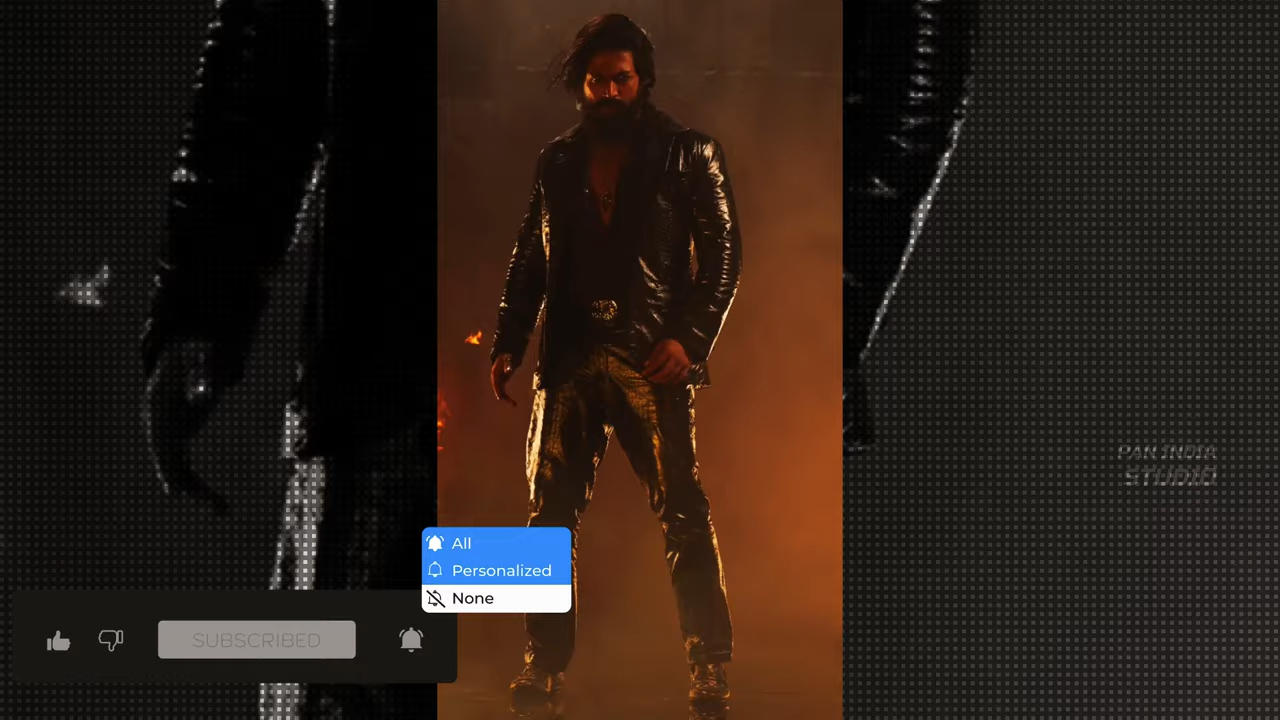 PAN INDIA
STUDIO
All
Personalized
None
SUBSCRIBED